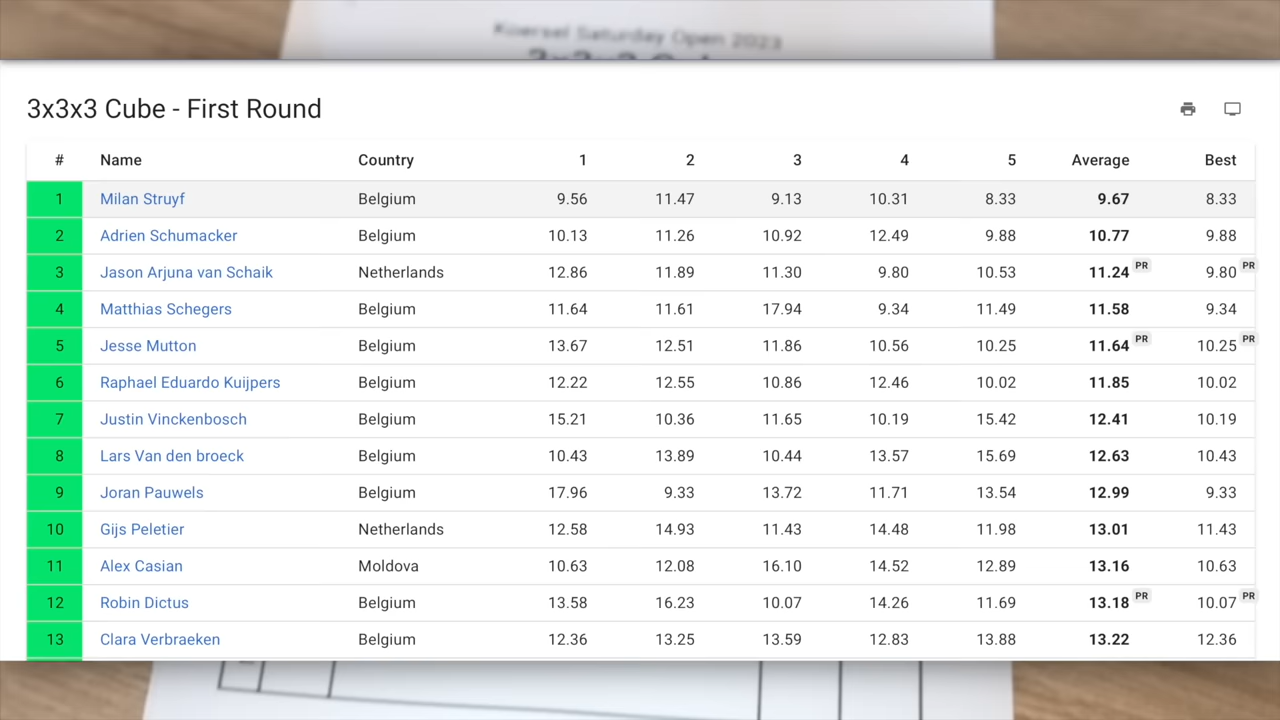 Koersel Saturday Open 2023
3x3x3 Cube - First Round
# Name Country 1 2 3 4 5 Average Best
1 Milan Struyf Belgium 9.56 11.47 9.13 10.31 8.33 9.67 8.33
2 Adrien Schumacker Belgium 10.13 11.26 10.92 12.49 9.88 10.77 9.88
3 Jason Arjuna van Schaik Netherlands 12.86 11.89 11.30 9.80 10.53 11.24 PR 9.80 PR
4 Matthias Schegers Belgium 11.64 11.61 17.94 9.34 11.49 11.58 9.34
5 Jesse Mutton Belgium 13.67 12.51 11.86 10.56 10.25 11.64 PR 10.25 PR
6 Raphael Eduardo Kuijpers Belgium 12.22 12.55 10.86 12.46 10.02 11.85 10.02
7 Justin Vinckenbosch Belgium 15.21 10.36 11.65 10.19 15.42 12.41 10.19
8 Lars Van den broeck Belgium 10.43 13.89 10.44 13.57 15.69 12.63 10.43
9 Joran Pauwels Belgium 17.96 9.33 13.72 11.71 13.54 12.99 9.33
10 Gijs Peletier Netherlands 12.58 14.93 11.43 14.48 11.98 13.01 11.43
11 Alex Casian Moldova 10.63 12.08 16.10 14.52 12.89 13.16 10.63
12 Robin Dictus Belgium 13.58 16.23 10.07 14.26 11.69 13.18 PR 10.07 PR
13 Clara Verbraeken Belgium 12.36 13.25 13.59 12.83 13.88 13.22 12.36